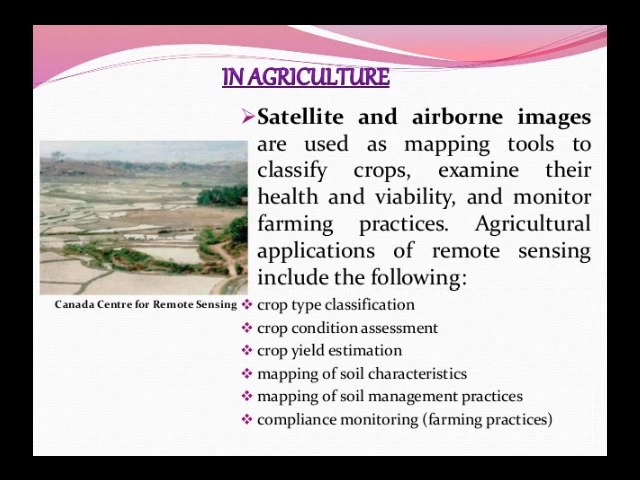 IN AGRICULTURE
Satellite and airborne images
are used as mapping tools to
classify crops, examine their
health and viability, and monitor
farming practices. Agricultural
applications of remote sensing
include the following:
Canada Centre for Remote Sensing
crop type classification
crop condition assessment
crop yield estimation
mapping of soil characteristics
mapping of soil management practices
compliance monitoring (farming practices)